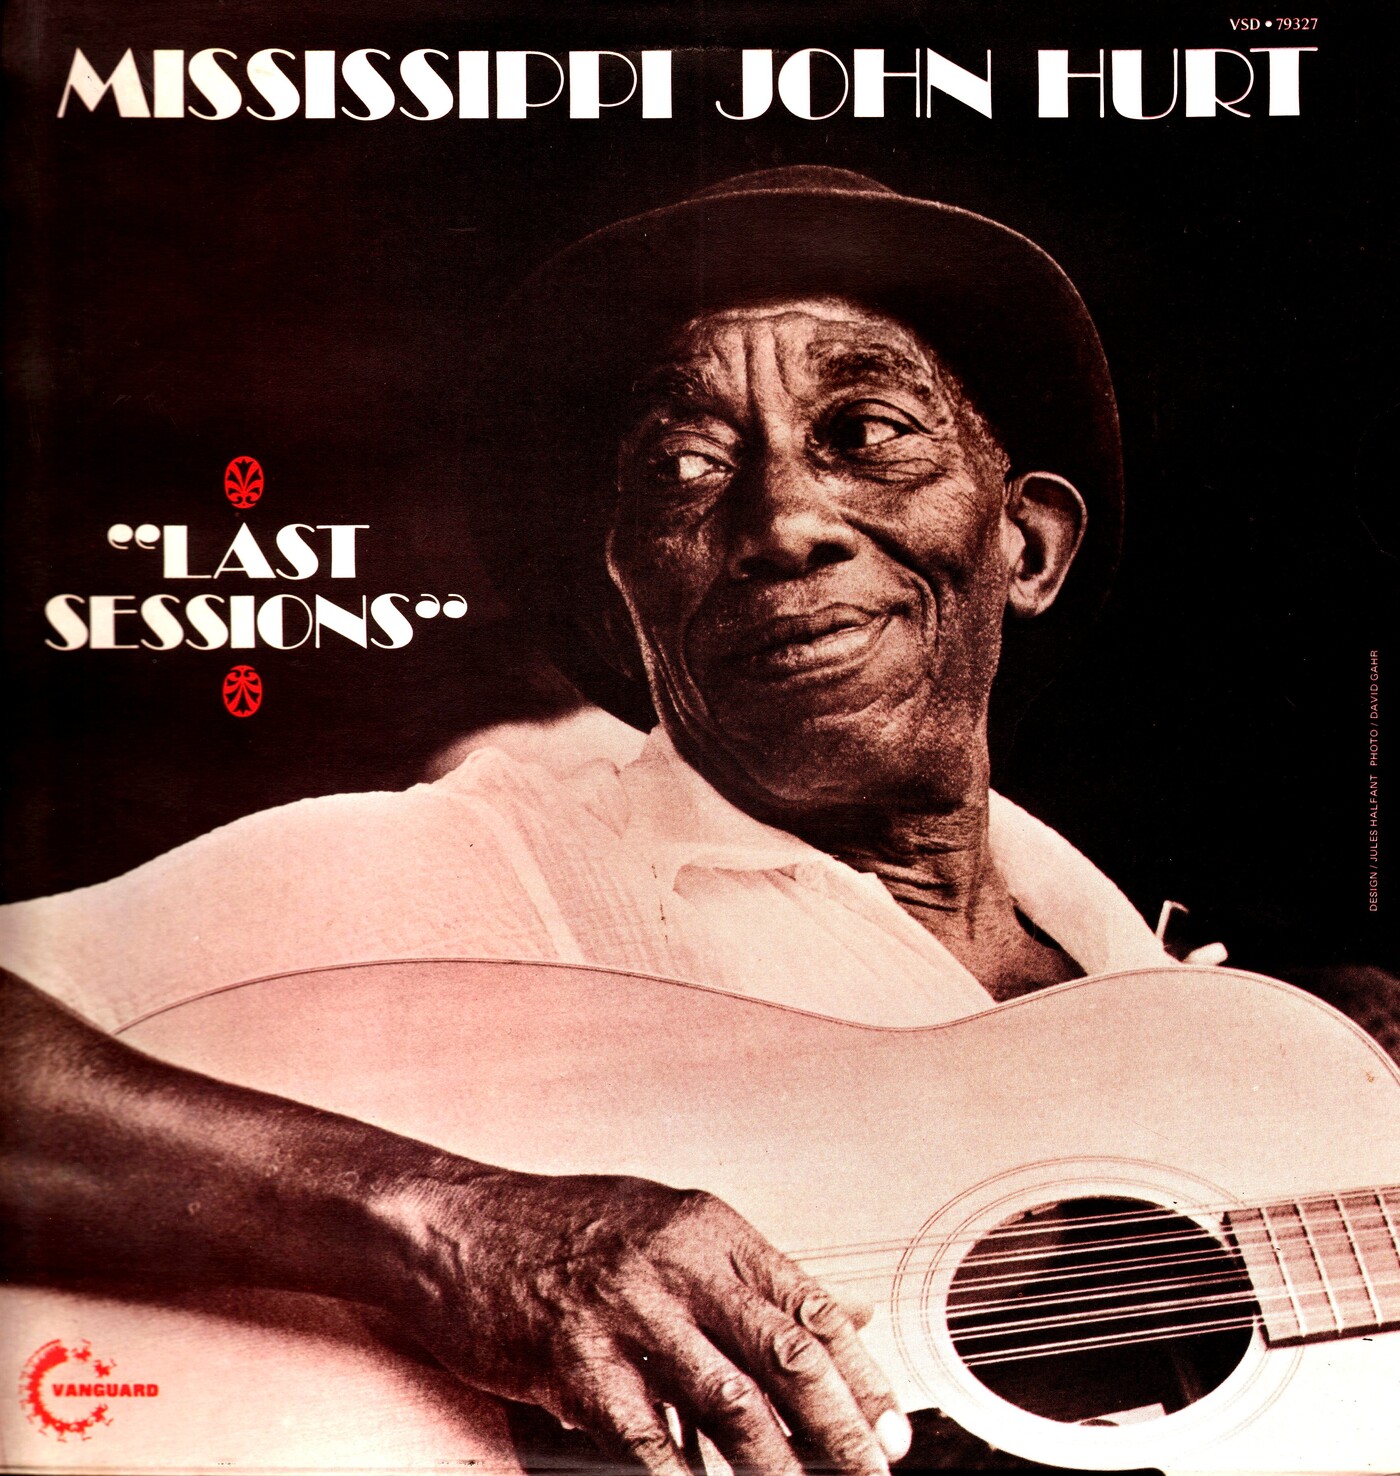 VSD • 79327
MISSISSIPPI JOHN HURT
“LAST
SESSIONS”
DESIGN / JULES HALFANT PHOTO / DAVID GAHR
VANGUARD